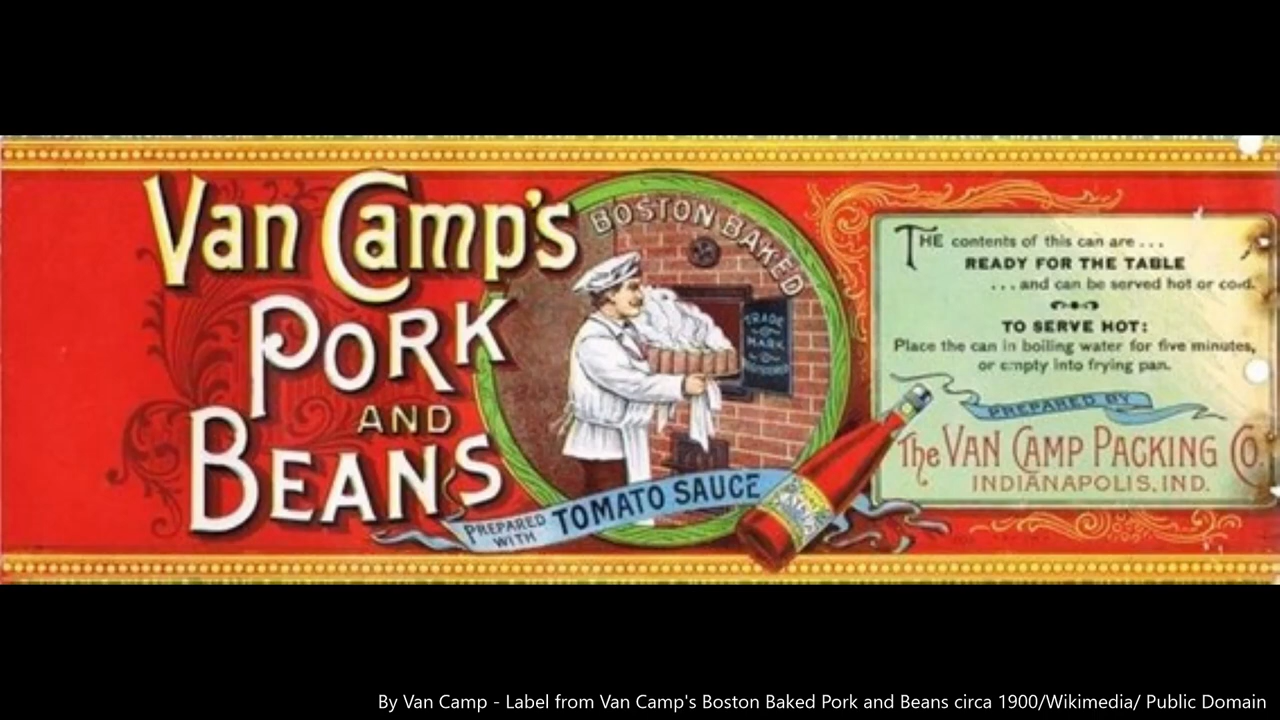 Van Camp's
PORK
AND
BEANS
BOSTON BAKED
TRADE
MARK
REGISTERED
PREPARED
WITH TOMATO SAUCE
THE contents of this can are...
READY FOR THE TABLE
...and can be served hot or cold.
TO SERVE HOT:
Place the can in boiling water for five minutes,
or empty into frying pan.
PREPARED BY
The VAN CAMP PACKING CO.
INDIANAPOLIS, IND.
By Van Camp - Label from Van Camp's Boston Baked Pork and Beans circa 1900/Wikimedia/ Public Domain